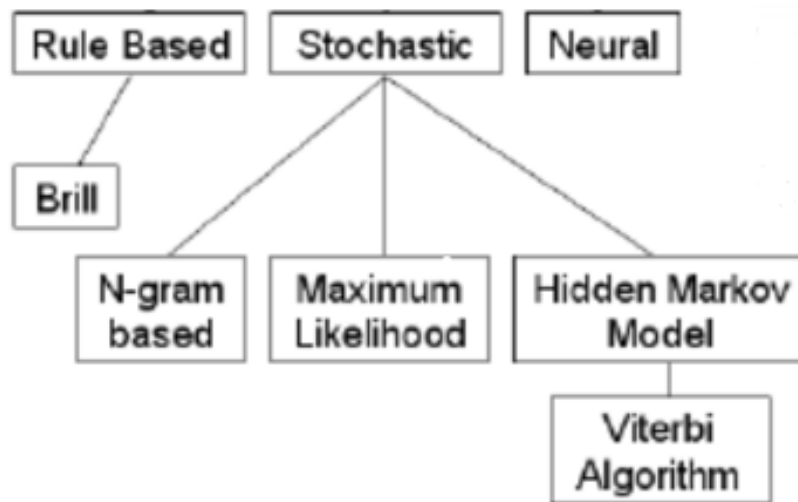 Rule Based
Stochastic
Neural
Brill
N-gram
based
Maximum
Likelihood
Hidden Markov
Model
Viterbi
Algorithm